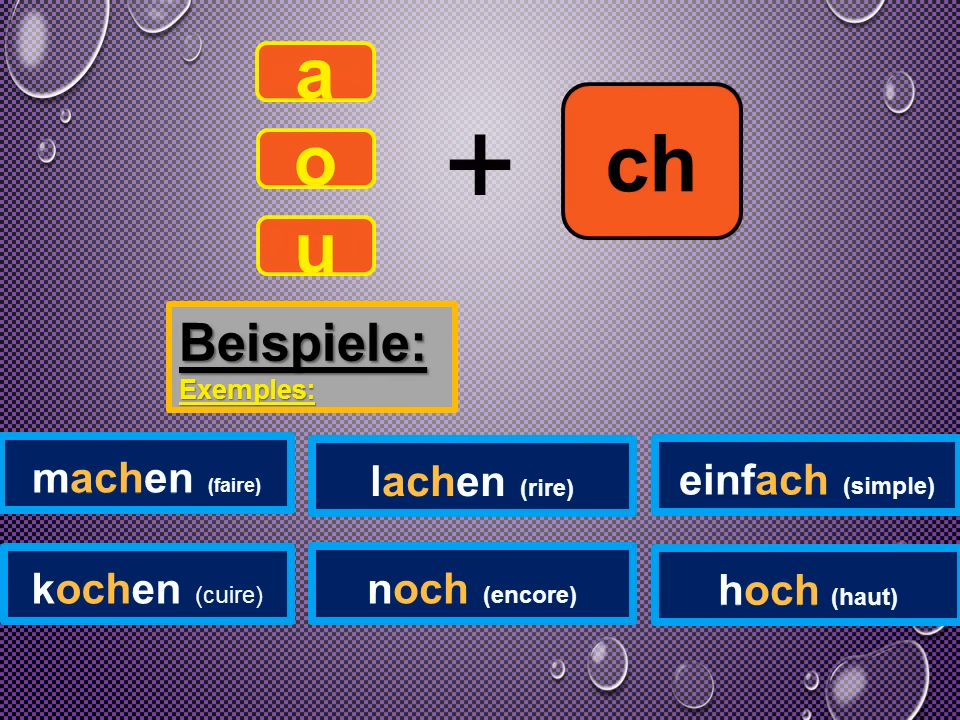 a
o
u
+
ch
Beispiele:
Exemples:
machen (faire)
lachen (rire)
einfach (simple)
kochen (cuire)
noch (encore)
hoch (haut)